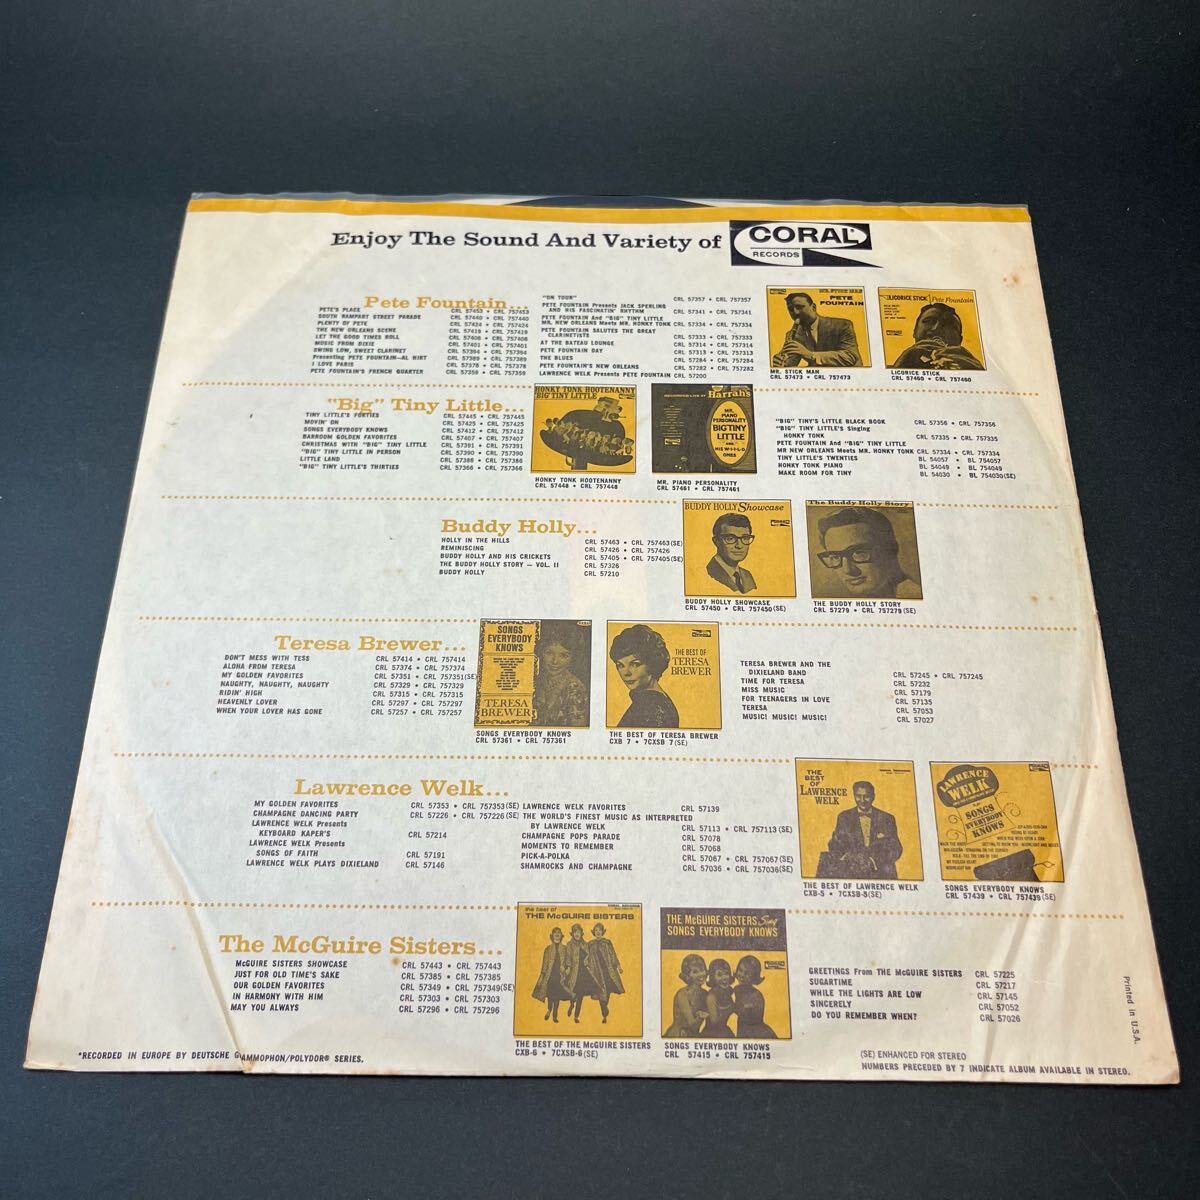 Enjoy The Sound And Variety of CORAL RECORDS
Pete Fountain...
PETE'S PLACE CRL 57453 • CRL 757453
SOUTH RAMPART STREET PARADE CRL 57440 • CRL 757440
PLENTY OF PETE CRL 57424 • CRL 757424
THE NEW ORLEANS SCENE CRL 57419 • CRL 757419
LET THE GOOD TIMES ROLL CRL 57406 • CRL 757406
MUSIC FROM DIXIE CRL 57401 • CRL 757401
SWING LOW, SWEET CLARINET CRL 57394 • CRL 757394
Presenting PETE FOUNTAIN—AL HIRT CRL 57389 • CRL 757389
I LOVE PARIS CRL 57378 • CRL 757378
PETE FOUNTAIN'S FRENCH QUARTER CRL 57359 • CRL 757359
"ON TOUR" CRL 57357 • CRL 757357
PETE FOUNTAIN Presents JACK SPERLING
AND HIS FASCINATIN' RHYTHM CRL 57341 • CRL 757341
PETE FOUNTAIN And "BIG" TINY LITTLE
MR. NEW ORLEANS Meets MR. HONKY TONK CRL 57334 • CRL 757334
PETE FOUNTAIN SALUTES THE GREAT
CLARINETISTS CRL 57333 • CRL 757333
AT THE BATEAU LOUNGE CRL 57314 • CRL 757314
PETE FOUNTAIN DAY CRL 57313 • CRL 757313
THE BLUES CRL 57284 • CRL 757284
PETE FOUNTAIN'S NEW ORLEANS CRL 57282 • CRL 757282
LAWRENCE WELK Presents PETE FOUNTAIN CRL 57200
MR. STICK MAN
PETE FOUNTAIN
MR. STICK MAN
CRL 57473 • CRL 757473
LICORICE STICK Pete Fountain
LICORICE STICK
CRL 57460 • CRL 757460
"Big" Tiny Little...
TINY LITTLE'S FORTIES CRL 57445 • CRL 757445
MOVIN' ON CRL 57425 • CRL 757425
SONGS EVERYBODY KNOWS CRL 57412 • CRL 757412
BARROOM GOLDEN FAVORITES CRL 57407 • CRL 757407
CHRISTMAS WITH "BIG" TINY LITTLE CRL 57391 • CRL 757391
"BIG" TINY LITTLE IN PERSON CRL 57390 • CRL 757390
LITTLE LAND CRL 57386 • CRL 757386
"BIG" TINY LITTLE'S THIRTIES CRL 57366 • CRL 757366
HONKY TONK HOOTENANNY
"BIG" TINY LITTLE
HONKY TONK HOOTENANNY
CRL 57448 • CRL 757448
RECORDED LIVE AT Harrah's
MR. PIANO PERSONALITY
BIG TINY LITTLE
AND HIS W-I-L-D ONES
MR. PIANO PERSONALITY
CRL 57461 • CRL 757461
"BIG" TINY'S LITTLE BLACK BOOK CRL 57356 • CRL 757356
"BIG" TINY LITTLE'S Singing
HONKY TONK CRL 57335 • CRL 757335
PETE FOUNTAIN And "BIG" TINY LITTLE
MR NEW ORLEANS Meets MR. HONKY TONK CRL 57334 • CRL 757334
TINY LITTLE'S TWENTIES BL 54057 • BL 754057
HONKY TONK PIANO BL 54049 • BL 754049
MAKE ROOM FOR TINY BL 54030 • BL 754030(SE)
Buddy Holly...
HOLLY IN THE HILLS CRL 57463 • CRL 757463(SE)
REMINISCING CRL 57426 • CRL 757426
BUDDY HOLLY AND HIS CRICKETS CRL 57405 • CRL 757405(SE)
THE BUDDY HOLLY STORY — VOL. II CRL 57326
BUDDY HOLLY CRL 57210
BUDDY HOLLY Showcase
BUDDY HOLLY SHOWCASE
CRL 57450 • CRL 757450(SE)
The Buddy Holly Story
THE BUDDY HOLLY STORY
CRL 57279 • CRL 757279 (SE)
Teresa Brewer...
DON'T MESS WITH TESS CRL 57414 • CRL 757414
ALOHA FROM TERESA CRL 57374 • CRL 757374
MY GOLDEN FAVORITES CRL 57351 • CRL 757351(SE)
NAUGHTY, NAUGHTY, NAUGHTY CRL 57329 • CRL 757329
RIDIN' HIGH CRL 57315 • CRL 757315
HEAVENLY LOVER CRL 57297 • CRL 757297
WHEN YOUR LOVER HAS GONE CRL 57257 • CRL 757257
SONGS EVERYBODY KNOWS
TERESA BREWER
SONGS EVERYBODY KNOWS
CRL 57361 • CRL 757361
THE BEST OF TERESA BREWER
THE BEST OF TERESA BREWER
CXB 7 • 7CXSB 7(SE)
TERESA BREWER AND THE
DIXIELAND BAND CRL 57245 • CRL 757245
TIME FOR TERESA CRL 57232
MISS MUSIC CRL 57179
FOR TEENAGERS IN LOVE CRL 57135
TERESA CRL 57053
MUSIC! MUSIC! MUSIC! CRL 57027
Lawrence Welk...
MY GOLDEN FAVORITES CRL 57353 • CRL 757353(SE)
CHAMPAGNE DANCING PARTY CRL 57226 • CRL 757226(SE)
LAWRENCE WELK Presents
KEYBOARD KAPER'S CRL 57214
LAWRENCE WELK Presents
SONGS OF FAITH CRL 57191
LAWRENCE WELK PLAYS DIXIELAND CRL 57146
LAWRENCE WELK FAVORITES CRL 57139
THE WORLD'S FINEST MUSIC AS INTERPRETED
BY LAWRENCE WELK CRL 57113 • CRL 757113(SE)
CHAMPAGNE POPS PARADE CRL 57078
MOMENTS TO REMEMBER CRL 57068
PICK-A-POLKA CRL 57067 • CRL 757067(SE)
SHAMROCKS AND CHAMPAGNE CRL 57036 • CRL 757036(SE)
THE BEST OF LAWRENCE WELK
THE BEST OF LAWRENCE WELK
CXB-5 • 7CXSB-5(SE)
LAWRENCE WELK
SONGS EVERYBODY KNOWS
SONGS EVERYBODY KNOWS
CRL 57439 • CRL 757439(SE)
The McGuire Sisters...
McGUIRE SISTERS SHOWCASE CRL 57443 • CRL 757443
JUST FOR OLD TIME'S SAKE CRL 57385 • CRL 757385
OUR GOLDEN FAVORITES CRL 57349 • CRL 757349(SE)
IN HARMONY WITH HIM CRL 57303 • CRL 757303
MAY YOU ALWAYS CRL 57296 • CRL 757296
the best of
THE McGUIRE SISTERS
THE BEST OF THE McGUIRE SISTERS
CXB-6 • 7CXSB-6(SE)
THE McGUIRE SISTERS Sing
SONGS EVERYBODY KNOWS
SONGS EVERYBODY KNOWS
CRL 57415 • CRL 757415
GREETINGS From THE McGUIRE SISTERS CRL 57225
SUGARTIME CRL 57217
WHILE THE LIGHTS ARE LOW CRL 57145
SINCERELY CRL 57052
DO YOU REMEMBER WHEN? CRL 57026
Printed in U.S.A.
*RECORDED IN EUROPE BY DEUTSCHE GRAMMOPHON/POLYDOR® SERIES.
(SE) ENHANCED FOR STEREO
NUMBERS PRECEDED BY 7 INDICATE ALBUM AVAILABLE IN STEREO.